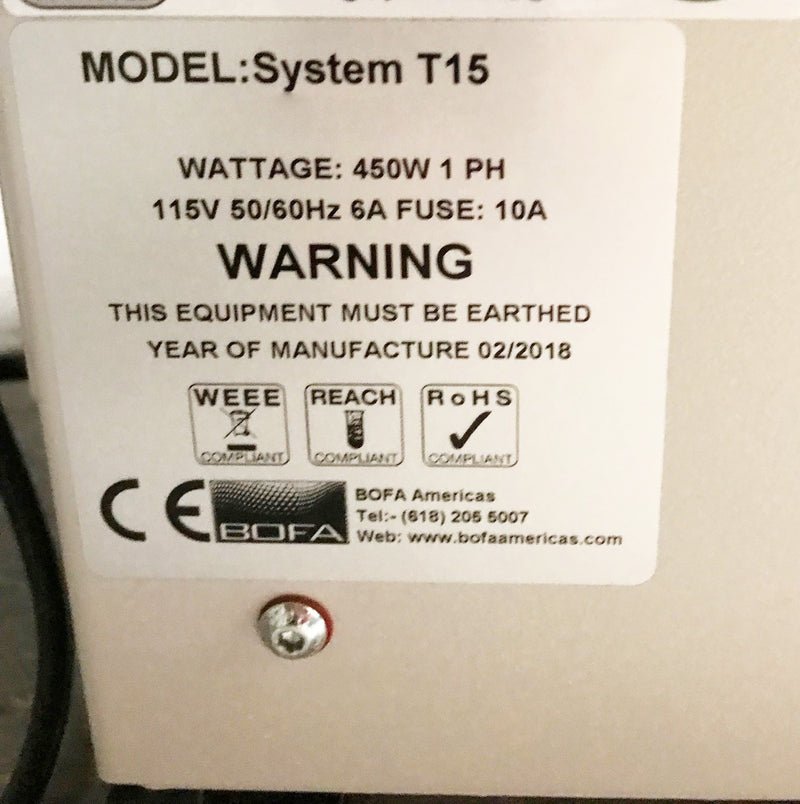 MODEL:System T15
WATTAGE: 450W 1 PH
115V 50/60Hz 6A FUSE: 10A
WARNING
THIS EQUIPMENT MUST BE EARTHED
YEAR OF MANUFACTURE 02/2018
WEEE REACH RoHS
COMPLIANT COMPLIANT COMPLIANT
CE BOFA
BOFA Americas
Tel:- (618) 205 5007
Web: www.bofaamericas.com